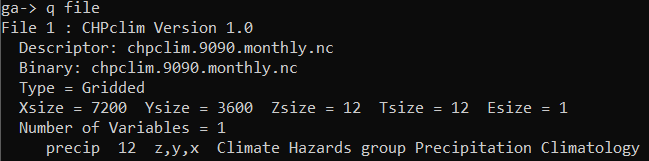 ga-> q file
File 1 : CHPclim Version 1.0
  Descriptor: chpclim.9090.monthly.nc
  Binary: chpclim.9090.monthly.nc
  Type = Gridded
  Xsize = 7200  Ysize = 3600  Zsize = 12  Tsize = 12  Esize = 1
  Number of Variables = 1
     precip  12  z,y,x  Climate Hazards group Precipitation Climatology